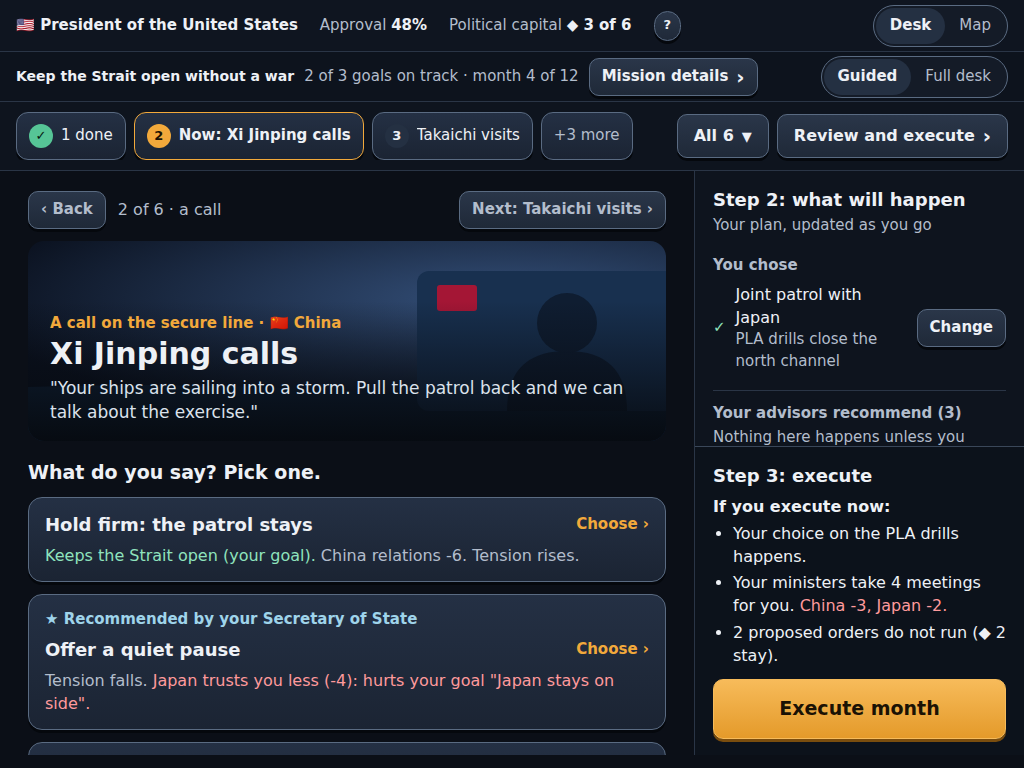 🇺🇸 President of the United States Approval 48% Political capital ◆ 3 of 6 ? Desk Map
Keep the Strait open without a war 2 of 3 goals on track · month 4 of 12 Mission details › Guided Full desk
✓ 1 done 2 Now: Xi Jinping calls 3 Takaichi visits +3 more All 6 ▼ Review and execute ›
‹ Back 2 of 6 · a call Next: Takaichi visits ›
A call on the secure line · 🇨🇳 China
Xi Jinping calls
"Your ships are sailing into a storm. Pull the patrol back and we can
talk about the exercise."
What do you say? Pick one.
Hold firm: the patrol stays Choose ›
Keeps the Strait open (your goal). China relations -6. Tension rises.
★ Recommended by your Secretary of State
Offer a quiet pause Choose ›
Tension falls. Japan trusts you less (-4): hurts your goal "Japan stays on
side".
Step 2: what will happen
Your plan, updated as you go
You chose
✓ Joint patrol with
Japan
PLA drills close the
north channel
Change
Your advisors recommend (3)
Nothing here happens unless you
Step 3: execute
If you execute now:
• Your choice on the PLA drills
happens.
• Your ministers take 4 meetings
for you. China -3, Japan -2.
• 2 proposed orders do not run (◆ 2
stay).
Execute month